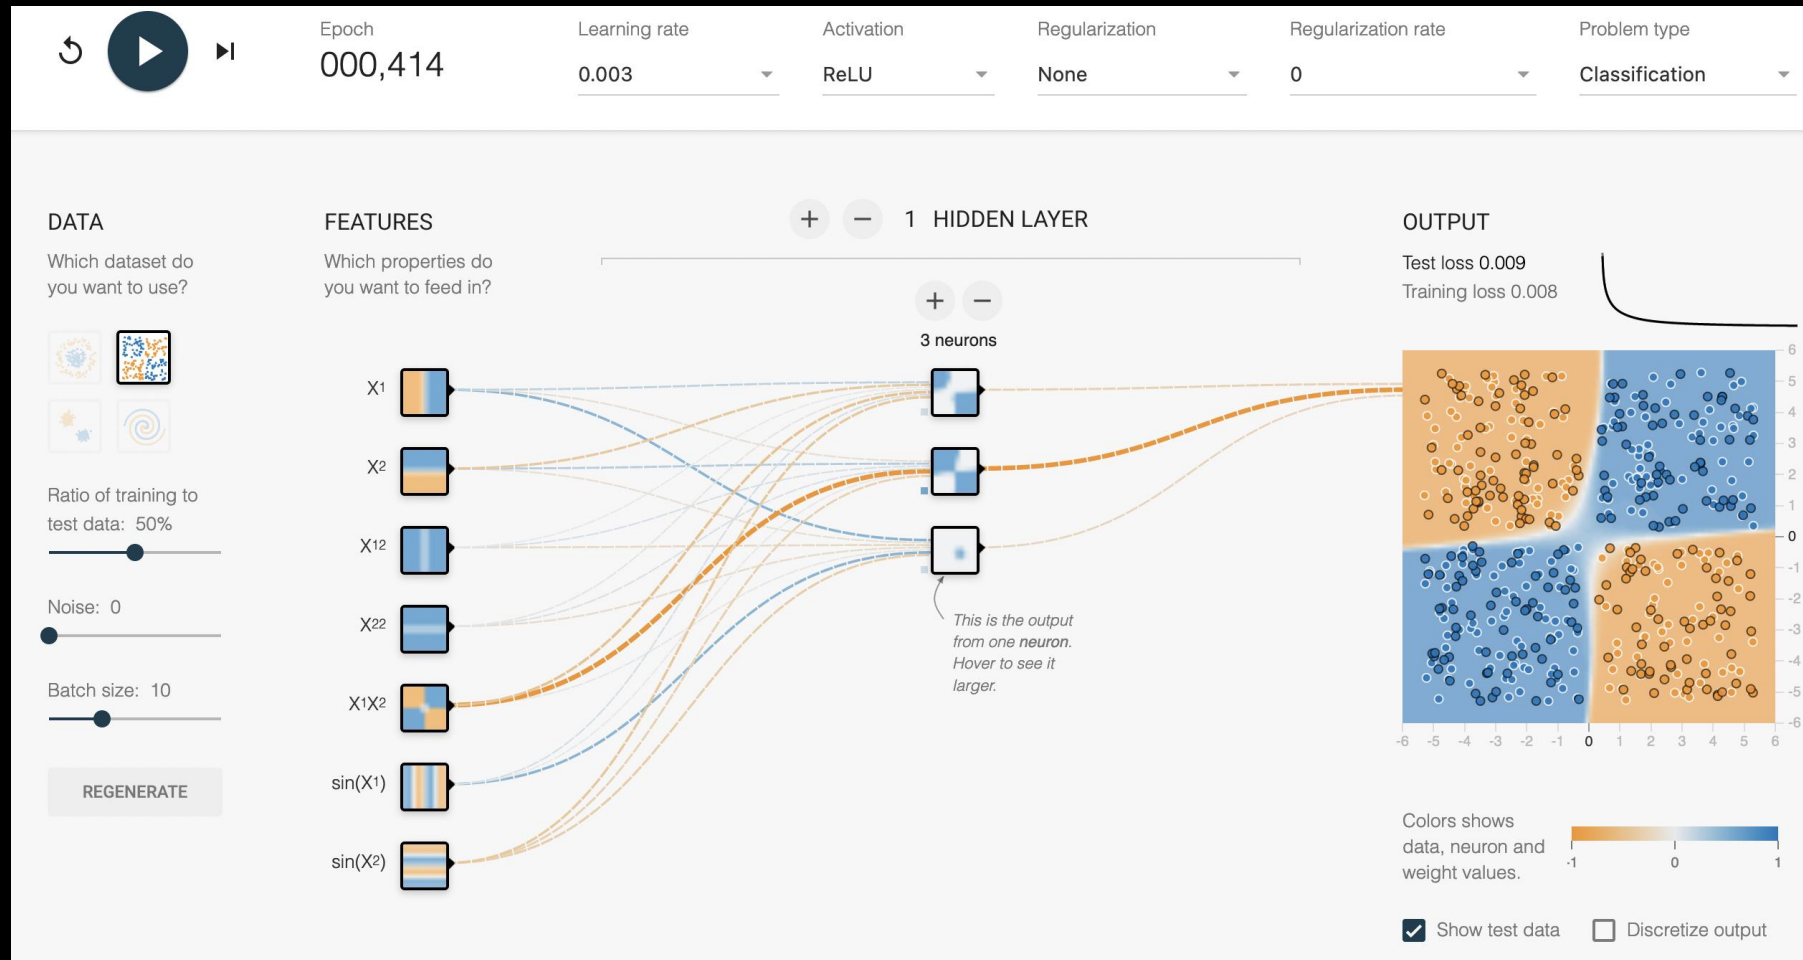 Epoch
000,414
Learning rate
0.003
Activation
ReLU
Regularization
None
Regularization rate
0
Problem type
Classification
DATA
Which dataset do
you want to use?
Ratio of training to
test data: 50%
Noise: 0
Batch size: 10
REGENERATE
FEATURES
Which properties do
you want to feed in?
X1
X2
X12
X22
X1X2
sin(X1)
sin(X2)
+ − 1 HIDDEN LAYER
+ −
3 neurons
This is the output
from one neuron.
Hover to see it
larger.
OUTPUT
Test loss 0.009
Training loss 0.008
6
5
4
3
2
1
0
-1
-2
-3
-4
-5
-6
-6 -5 -4 -3 -2 -1 0 1 2 3 4 5 6
Colors shows
data, neuron and
weight values.
-1 0 1
Show test data
Discretize output